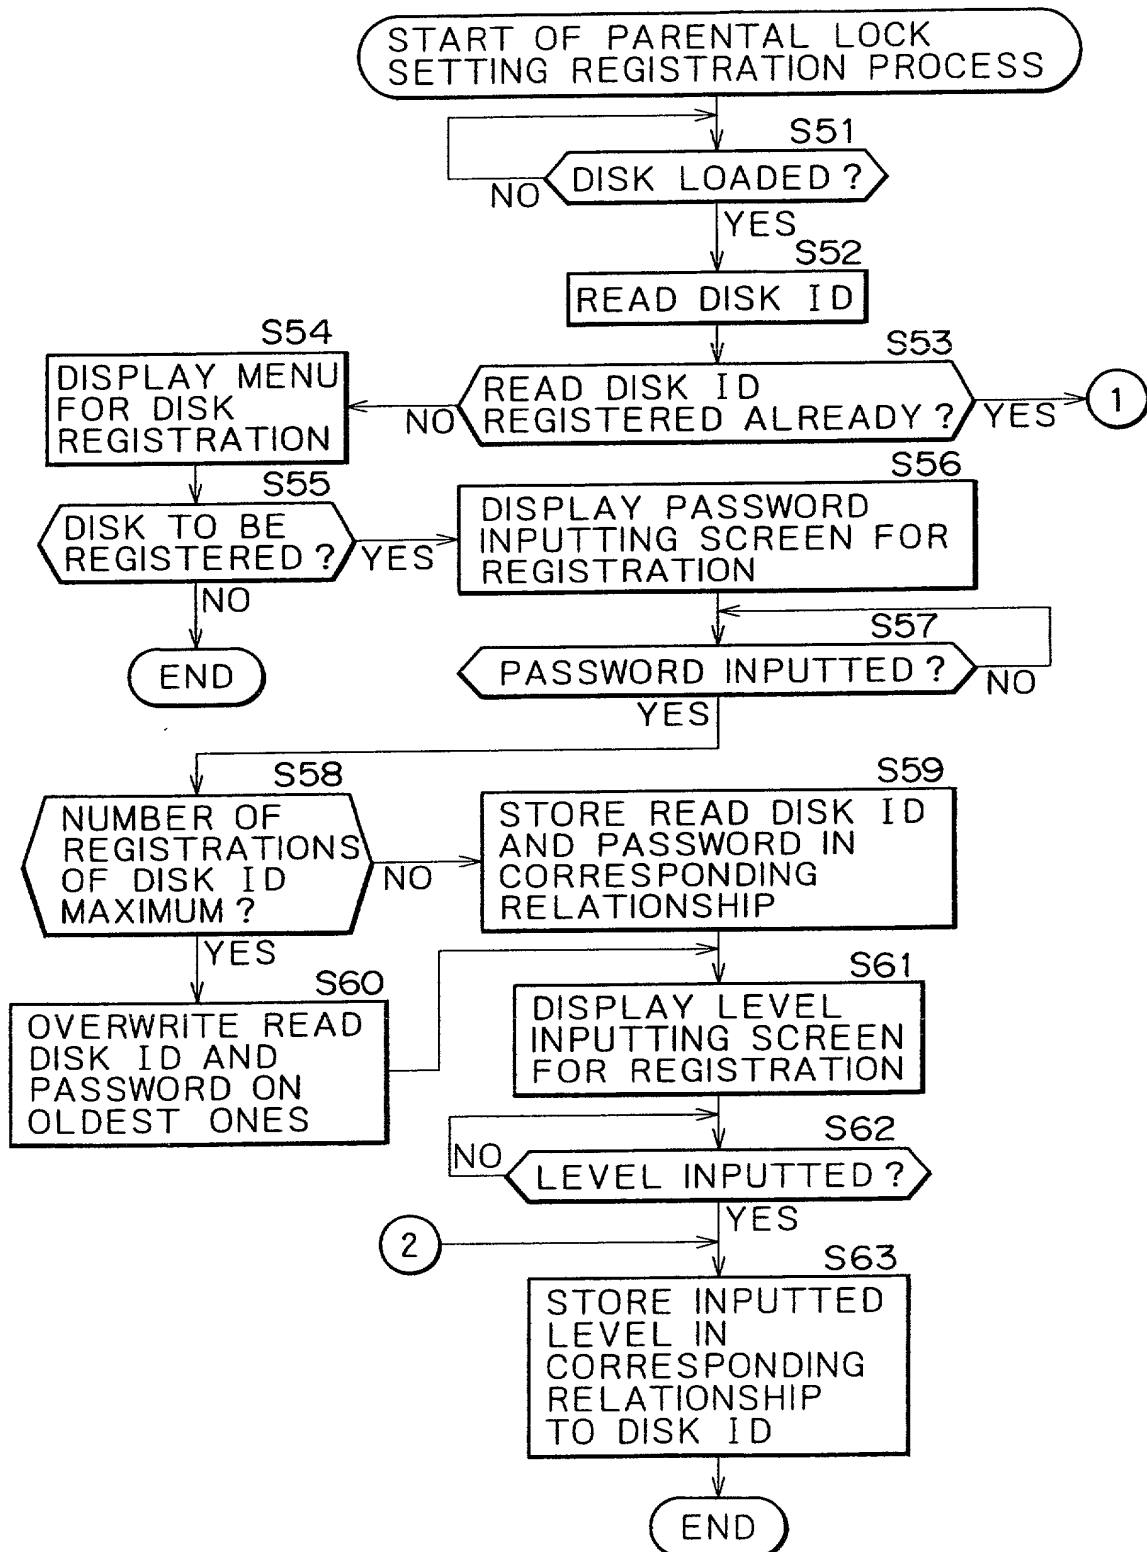 START OF PARENTAL LOCK
SETTING REGISTRATION PROCESS
S51
DISK LOADED?
NO
YES
S52
READ DISK ID
S53
READ DISK ID
REGISTERED ALREADY?
NO
YES
1
S54
DISPLAY MENU
FOR DISK
REGISTRATION
S55
DISK TO BE
REGISTERED?
YES
NO
END
S56
DISPLAY PASSWORD
INPUTTING SCREEN FOR
REGISTRATION
S57
PASSWORD INPUTTED?
NO
YES
S58
NUMBER OF
REGISTRATIONS
OF DISK ID
MAXIMUM?
NO
YES
S59
STORE READ DISK ID
AND PASSWORD IN
CORRESPONDING
RELATIONSHIP
S60
OVERWRITE READ
DISK ID AND
PASSWORD ON
OLDEST ONES
S61
DISPLAY LEVEL
INPUTTING SCREEN
FOR REGISTRATION
S62
LEVEL INPUTTED?
NO
YES
2
S63
STORE INPUTTED
LEVEL IN
CORRESPONDING
RELATIONSHIP
TO DISK ID
END